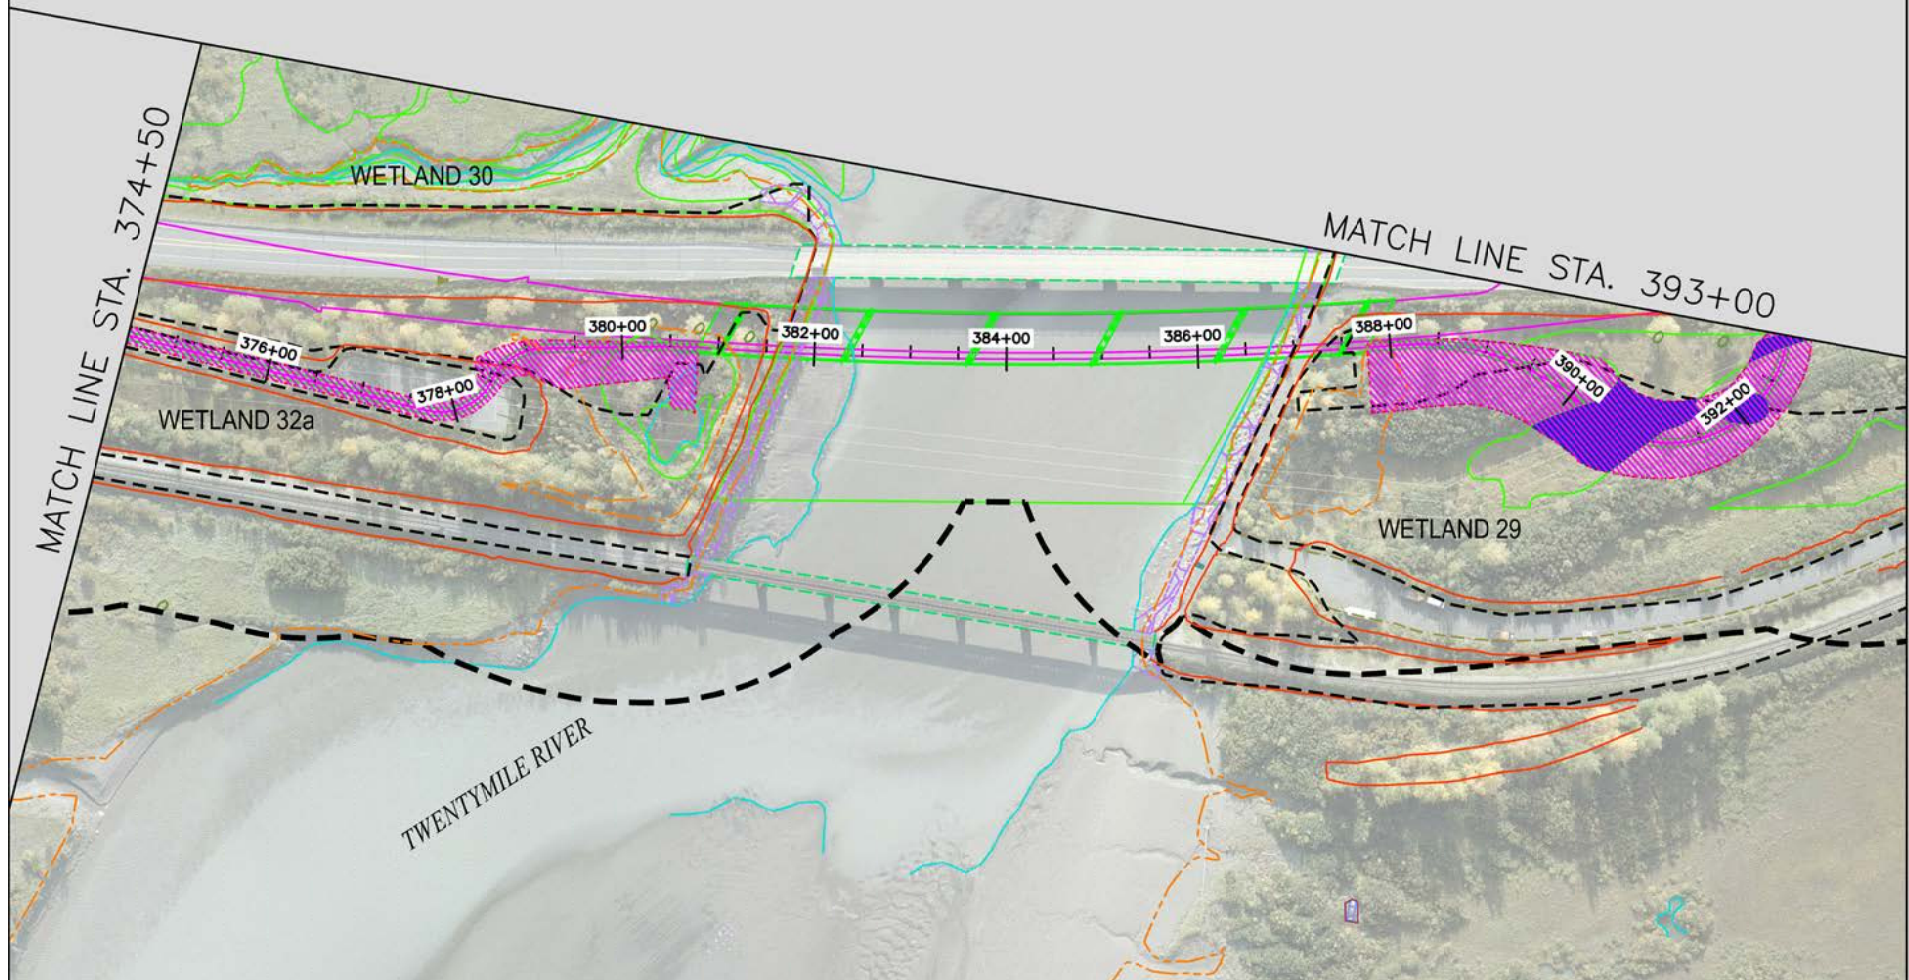 MATCH LINE STA. 374+50
WETLAND 30
MATCH LINE STA. 393+00
376+00
378+00
380+00
382+00
384+00
386+00
388+00
390+00
392+00
WETLAND 32a
WETLAND 29
TWENTYMILE RIVER